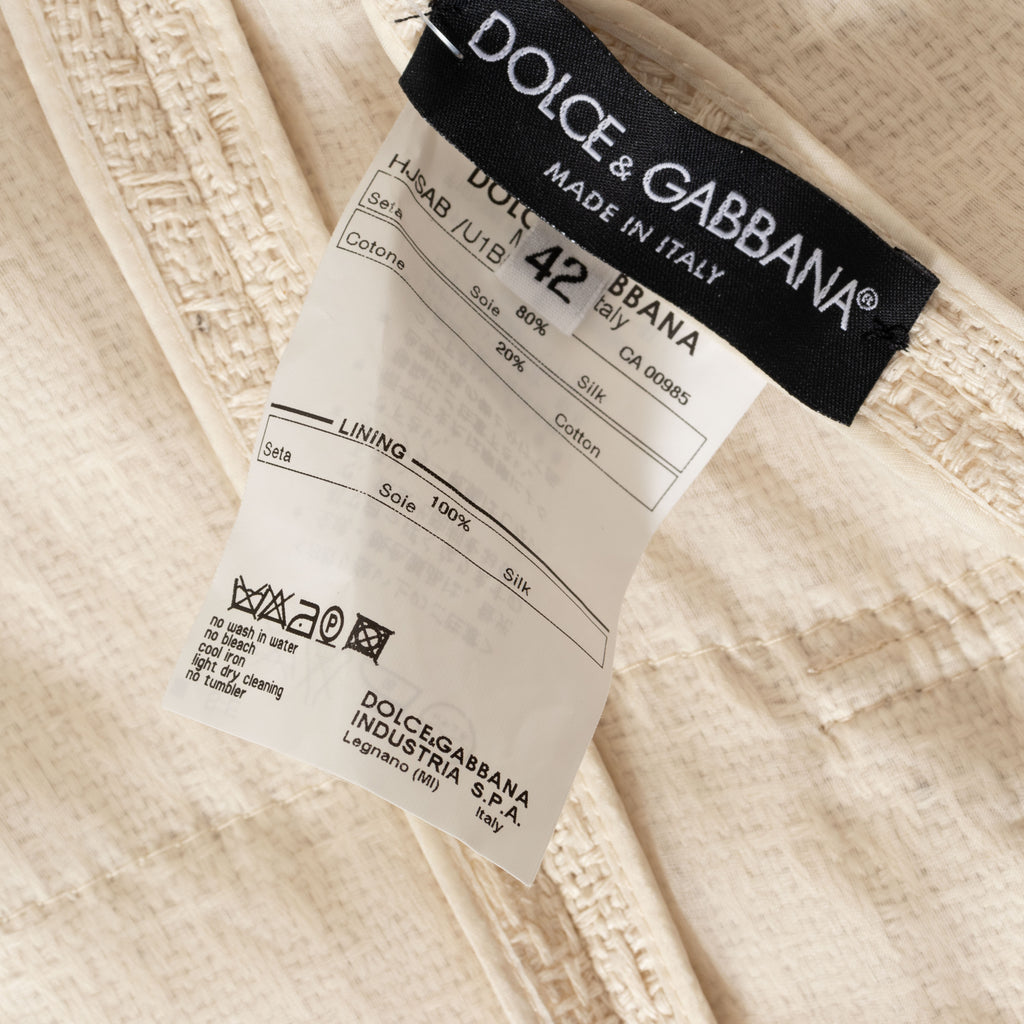 DOLCE & GABBANA®
MADE IN ITALY
42
DOLC BBANA
M taly
HJSAB /U1B CA 00985
Seta Soie 80% Silk
Cotone 20% Cotton
LINING
Seta Soie 100% Silk
P
no wash in water
no bleach
cool iron
light dry cleaning
no tumbler
DOLCE&GABBANA
INDUSTRIA S.P.A.
Legnano (MI)
Italy